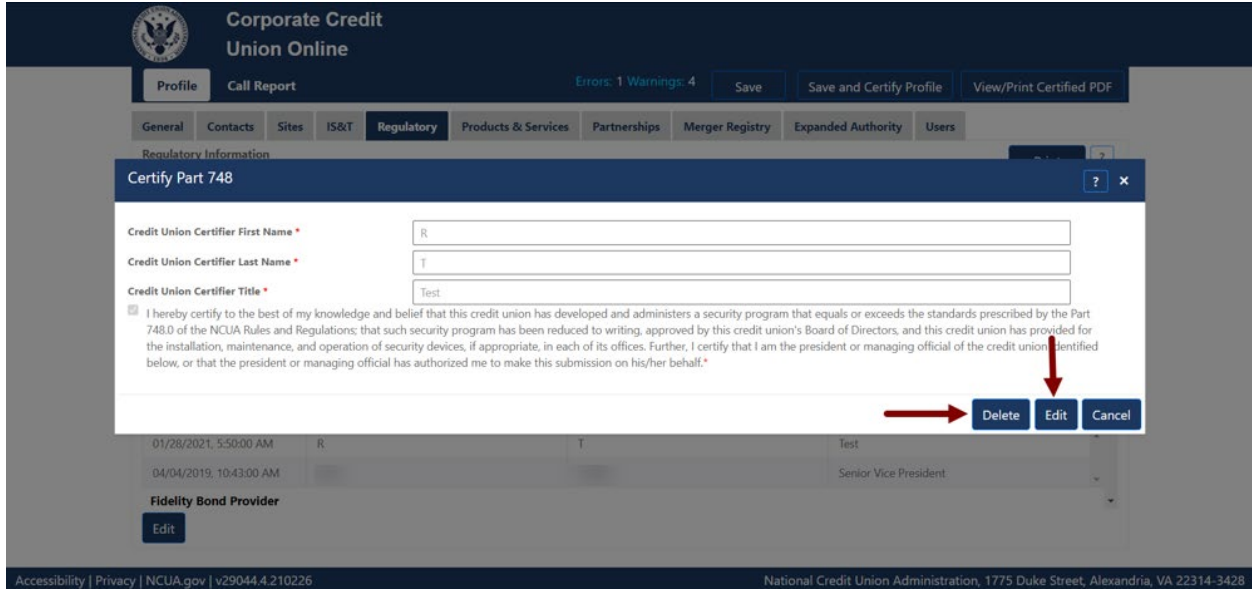 Corporate Credit
Union Online
Profile Call Report Errors: 1 Warnings: 4 Save Save and Certify Profile View/Print Certified PDF
General Contacts Sites IS&T Regulatory Products & Services Partnerships Merger Registry Expanded Authority Users
Regulatory Information ?
Certify Part 748 ? ×
Credit Union Certifier First Name * R
Credit Union Certifier Last Name * T
Credit Union Certifier Title * Test
I hereby certify to the best of my knowledge and belief that this credit union has developed and administers a security program that equals or exceeds the standards prescribed by the Part
748.0 of the NCUA Rules and Regulations; that such security program has been reduced to writing, approved by this credit union's Board of Directors, and this credit union has provided for
the installation, maintenance, and operation of security devices, if appropriate, in each of its offices. Further, I certify that I am the president or managing official of the credit union identified
below, or that the president or managing official has authorized me to make this submission on his/her behalf.*
Delete Edit Cancel
01/28/2021, 5:50:00 AM R T Test
04/04/2019, 10:43:00 AM Senior Vice President
Fidelity Bond Provider
Edit
Accessibility | Privacy | NCUA.gov | v29044.4.210226 National Credit Union Administration, 1775 Duke Street, Alexandria, VA 22314-3428